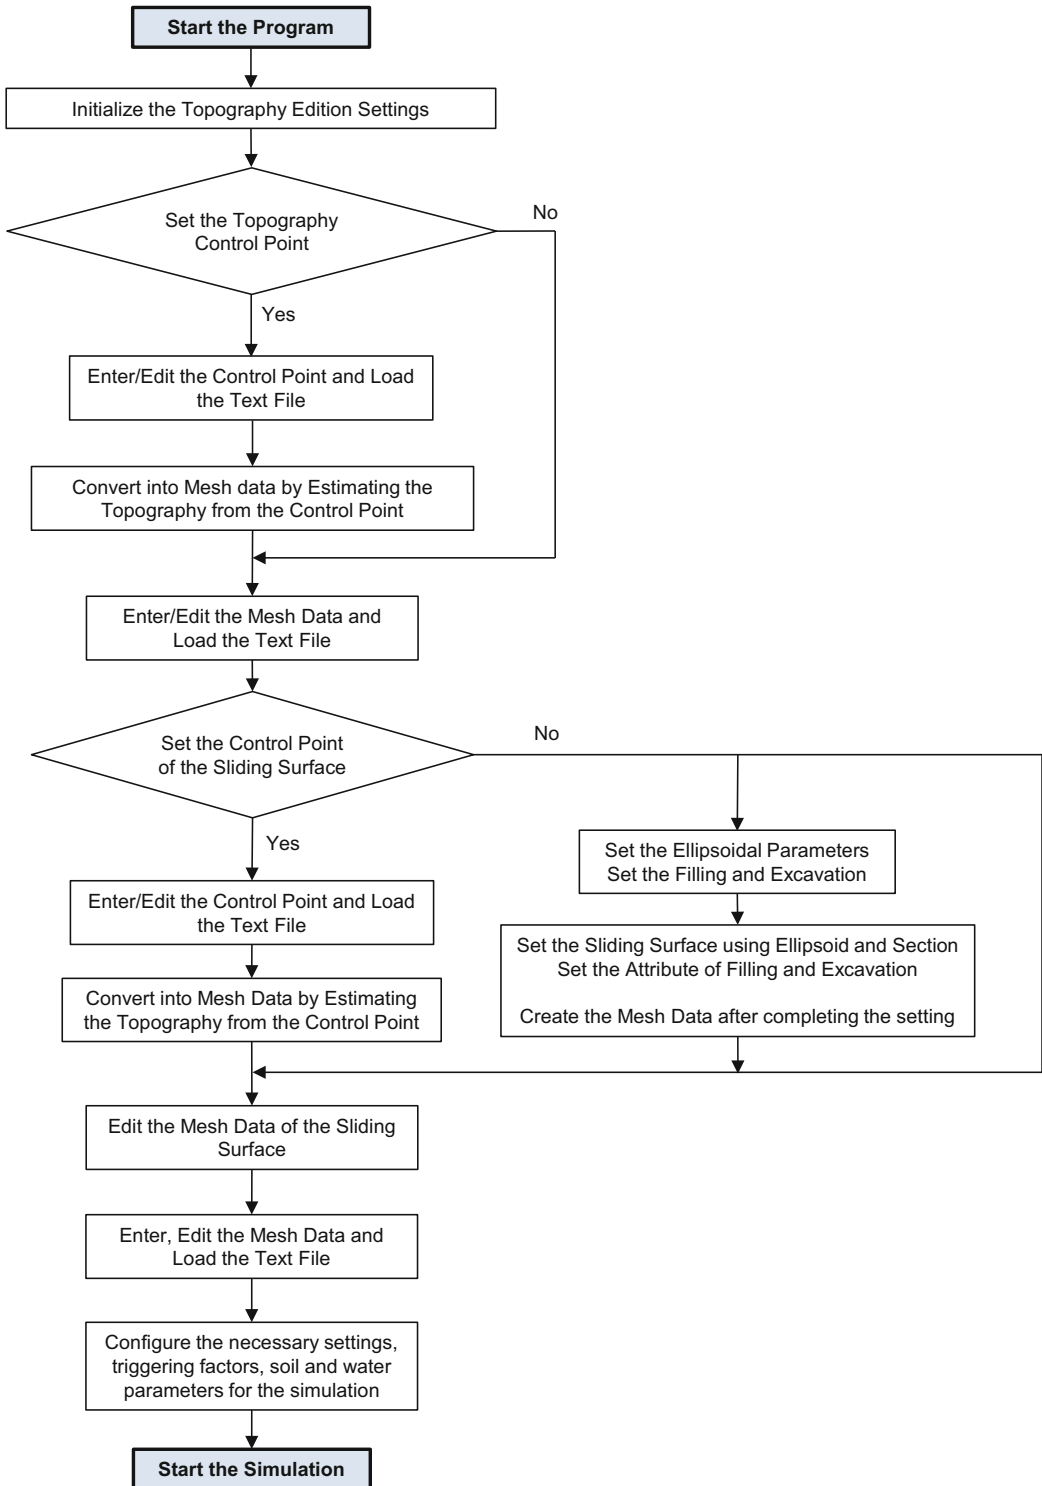 Start the Program
Initialize the Topography Edition Settings
Set the Topography
Control Point
No
Yes
Enter/Edit the Control Point and Load
the Text File
Convert into Mesh data by Estimating the
Topography from the Control Point
Enter/Edit the Mesh Data and
Load the Text File
Set the Control Point
of the Sliding Surface
No
Yes
Set the Ellipsoidal Parameters
Set the Filling and Excavation
Enter/Edit the Control Point and Load
the Text File
Set the Sliding Surface using Ellipsoid and Section
Set the Attribute of Filling and Excavation
Create the Mesh Data after completing the setting
Convert into Mesh Data by Estimating
the Topography from the Control Point
Edit the Mesh Data of the Sliding
Surface
Enter, Edit the Mesh Data and
Load the Text File
Configure the necessary settings,
triggering factors, soil and water
parameters for the simulation
Start the Simulation